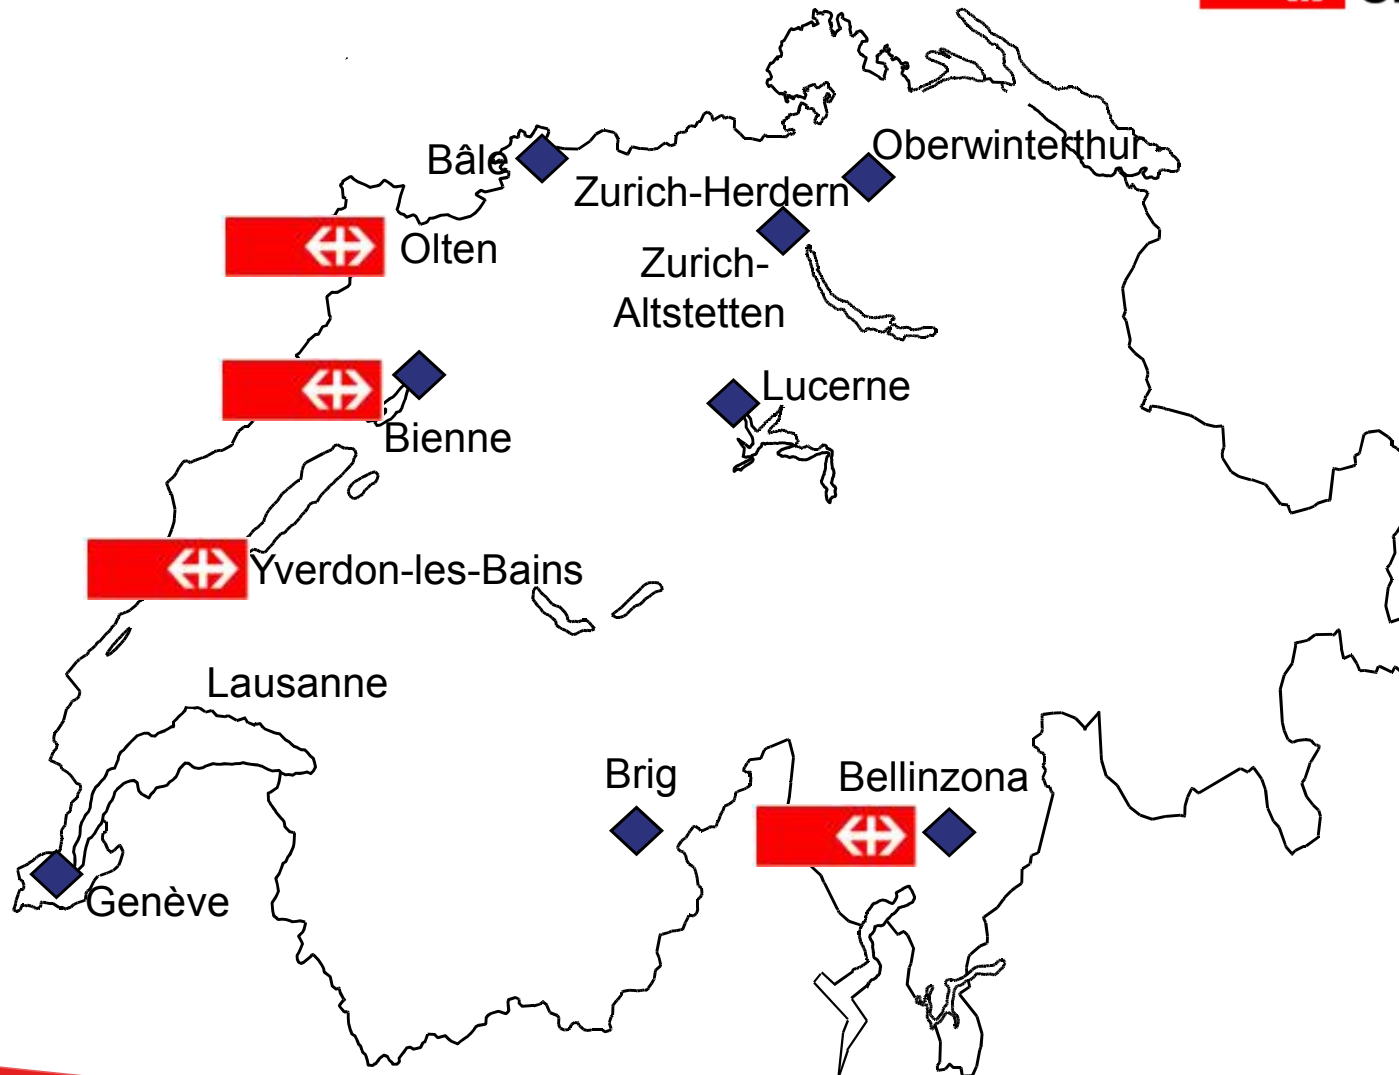 Oberwinterthur
Bâle
Zurich-Herdern
Olten
Zurich-
Altstetten
Lucerne
Bienne
Yverdon-les-Bains
Lausanne
Brig
Bellinzona
Genève